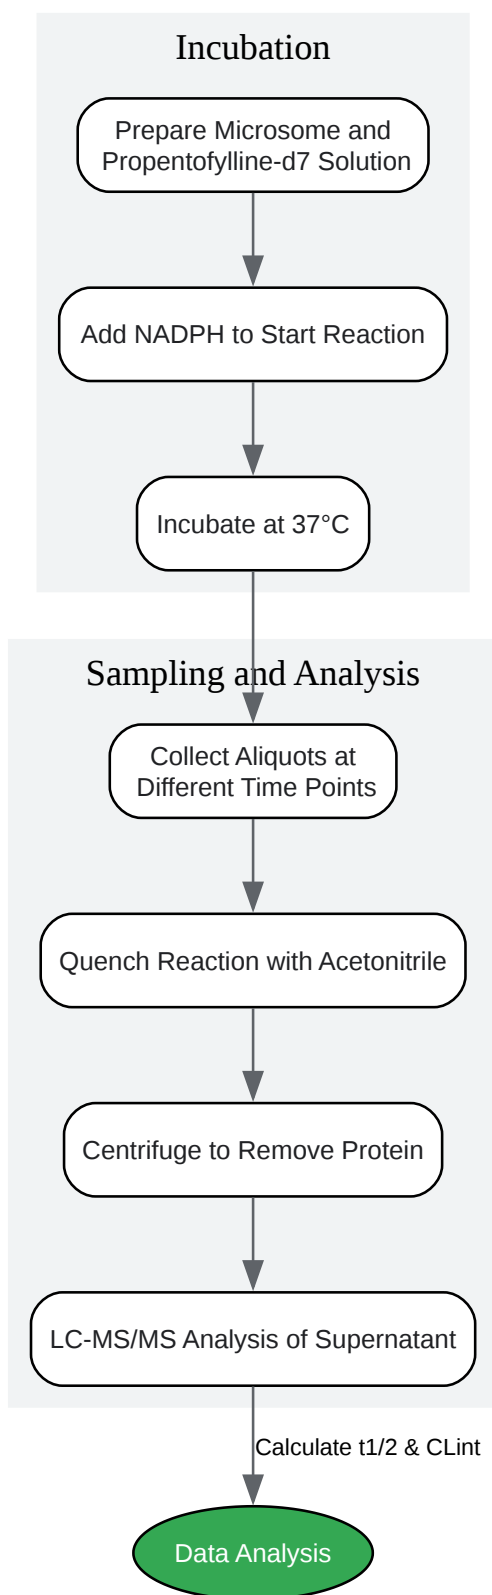 Incubation
Prepare Microsome and
Propentofylline-d7 Solution
Add NADPH to Start Reaction
Incubate at 37°C
Sampling and Analysis
Collect Aliquots at
Different Time Points
Quench Reaction with Acetonitrile
Centrifuge to Remove Protein
LC-MS/MS Analysis of Supernatant
Calculate t1/2 & CLint
Data Analysis